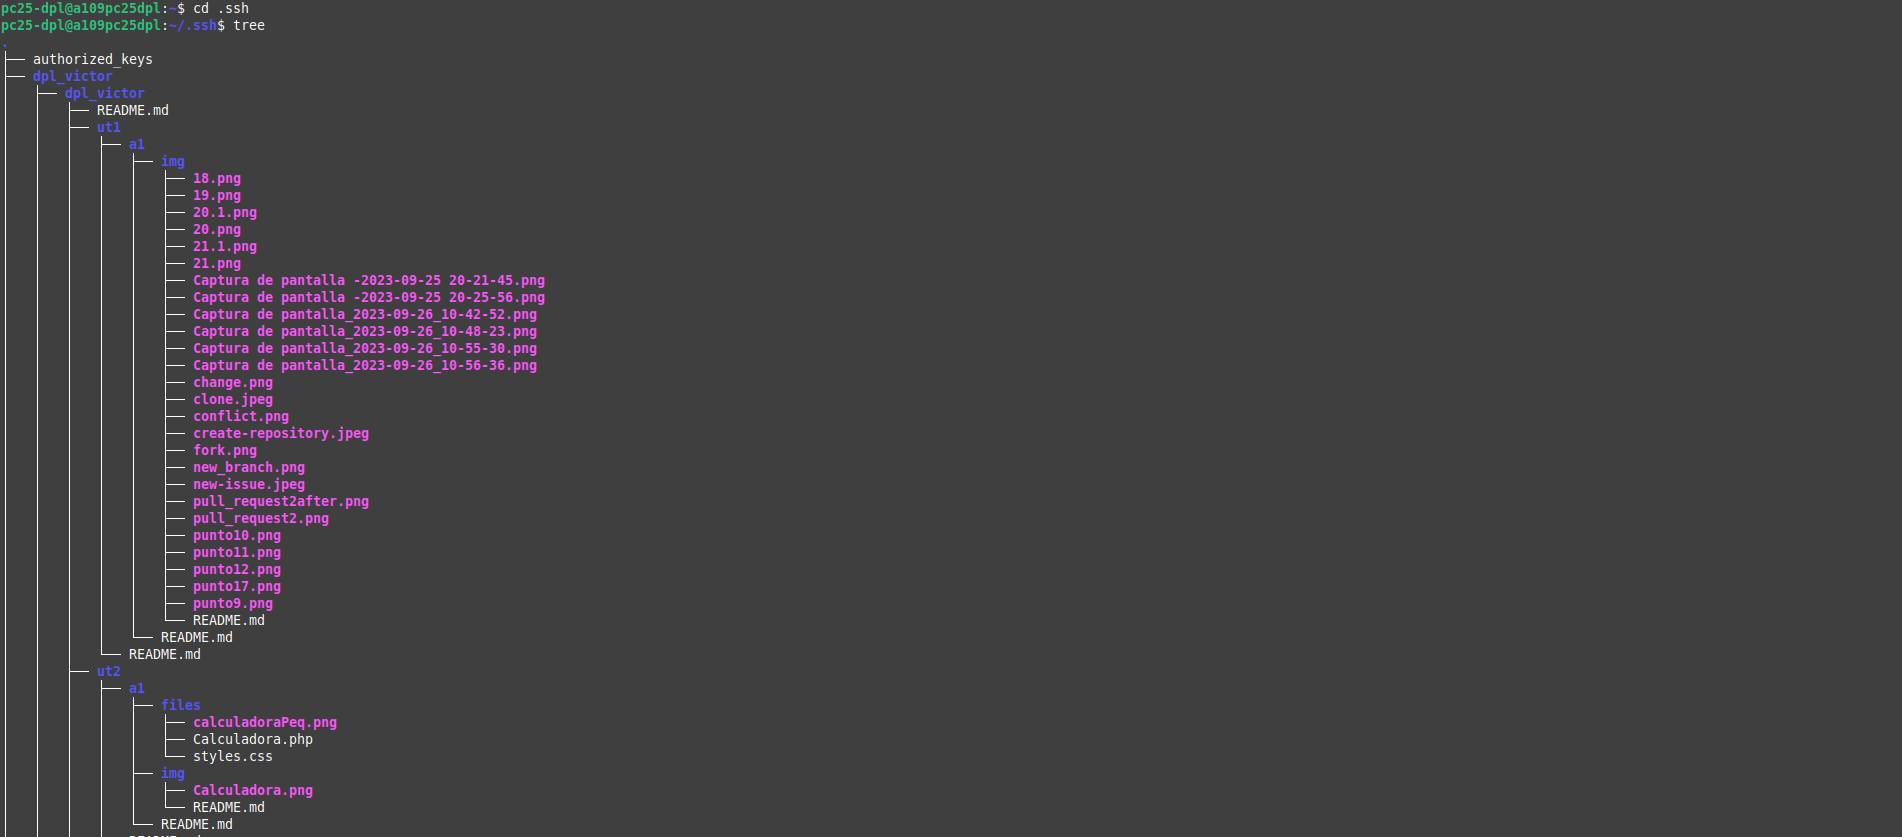 pc25-dpl@a109pc25dpl:~$ cd .ssh
pc25-dpl@a109pc25dpl:~/.ssh$ tree
.
├── authorized_keys
├── dpl_victor
│   ├── dpl_victor
│   │   ├── README.md
│   │   ├── ut1
│   │   │   ├── a1
│   │   │   │   ├── img
│   │   │   │   │   ├── 18.png
│   │   │   │   │   ├── 19.png
│   │   │   │   │   ├── 20.1.png
│   │   │   │   │   ├── 20.png
│   │   │   │   │   ├── 21.1.png
│   │   │   │   │   ├── 21.png
│   │   │   │   │   ├── Captura de pantalla -2023-09-25 20-21-45.png
│   │   │   │   │   ├── Captura de pantalla -2023-09-25 20-25-56.png
│   │   │   │   │   ├── Captura de pantalla_2023-09-26_10-42-52.png
│   │   │   │   │   ├── Captura de pantalla_2023-09-26_10-48-23.png
│   │   │   │   │   ├── Captura de pantalla_2023-09-26_10-55-30.png
│   │   │   │   │   ├── Captura de pantalla_2023-09-26_10-56-36.png
│   │   │   │   │   ├── change.png
│   │   │   │   │   ├── clone.jpeg
│   │   │   │   │   ├── conflict.png
│   │   │   │   │   ├── create-repository.jpeg
│   │   │   │   │   ├── fork.png
│   │   │   │   │   ├── new_branch.png
│   │   │   │   │   ├── new-issue.jpeg
│   │   │   │   │   ├── pull_request2after.png
│   │   │   │   │   ├── pull_request2.png
│   │   │   │   │   ├── punto10.png
│   │   │   │   │   ├── punto11.png
│   │   │   │   │   ├── punto12.png
│   │   │   │   │   ├── punto17.png
│   │   │   │   │   ├── punto9.png
│   │   │   │   │   └── README.md
│   │   │   │   └── README.md
│   │   │   └── README.md
│   │   ├── ut2
│   │   │   ├── a1
│   │   │   │   ├── files
│   │   │   │   │   ├── calculadoraPeq.png
│   │   │   │   │   ├── Calculadora.php
│   │   │   │   │   └── styles.css
│   │   │   │   ├── img
│   │   │   │   │   ├── Calculadora.png
│   │   │   │   │   └── README.md
│   │   │   │   └── README.md